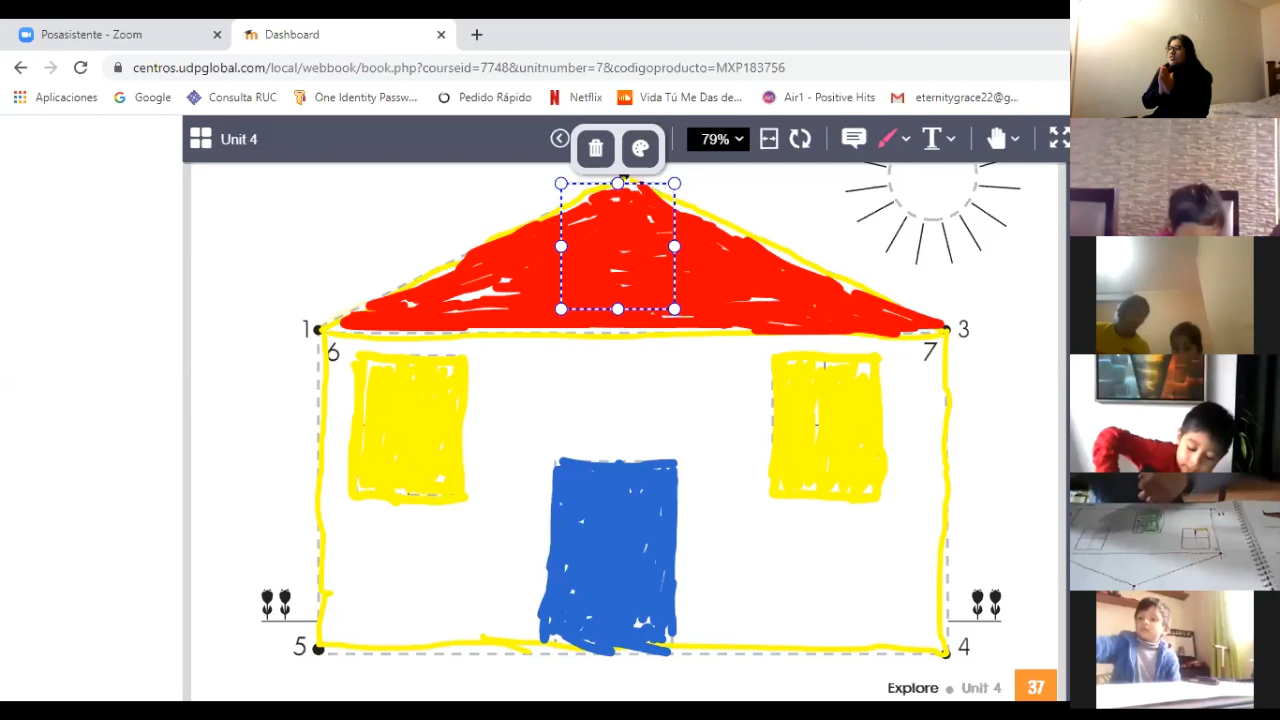 Posasistente - Zoom
Dashboard
centros.udpglobal.com/local/webbook/book.php?courseid=7748&unitnumber=7&codigoproducto=MXP183756
Aplicaciones
Google
Consulta RUC
One Identity Passw...
Pedido Rápido
Netflix
Vida Tú Me Das de...
Air1 - Positive Hits
eternitygrace22@g...
Unit 4
79%
T
1
3
6
7
5
4
Explore Unit 4 37